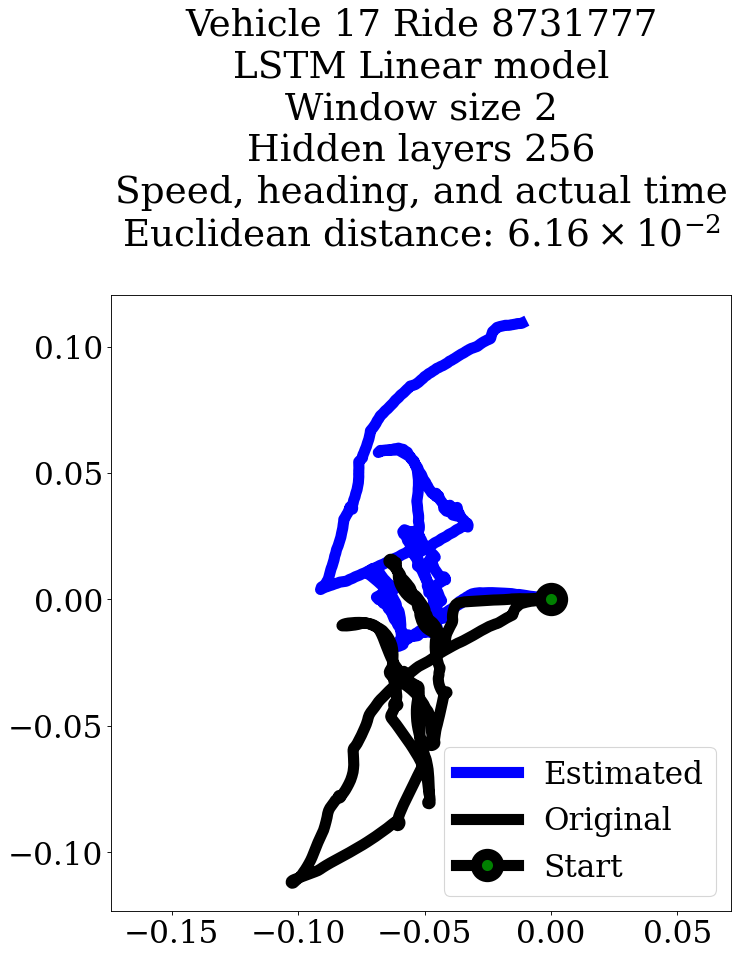 Vehicle 17 Ride 8731777
LSTM Linear model
Window size 2
Hidden layers 256
Speed, heading, and actual time
Euclidean distance: 6.16 × 10⁻²
0.10
0.05
0.00
−0.05
−0.10
Estimated
Original
Start
−0.15 −0.10 −0.05 0.00 0.05